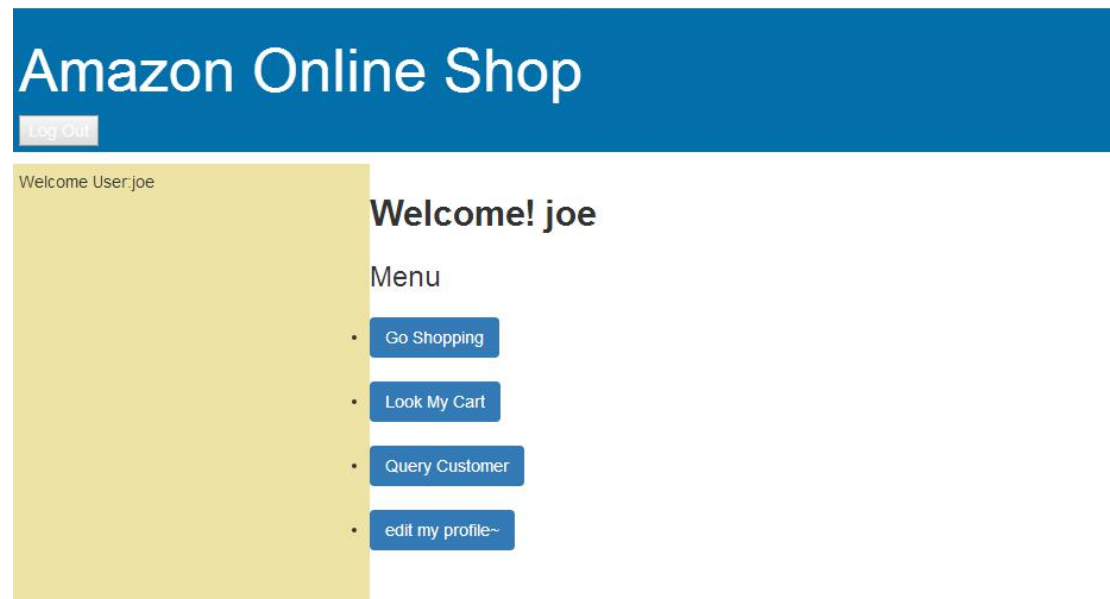 Amazon Online Shop
Log Out
Welcome User:joe
Welcome! joe
Menu
Go Shopping
Look My Cart
Query Customer
edit my profile~